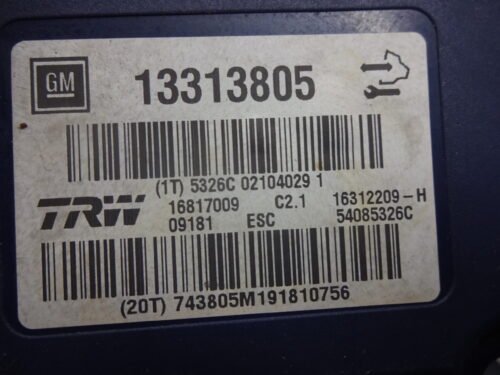 GM 13313805
(1T) 5326C 02104029 1
TRW 16817009 C2.1 16312209-H
09181 ESC 54085326C
(20T) 743805M191810756